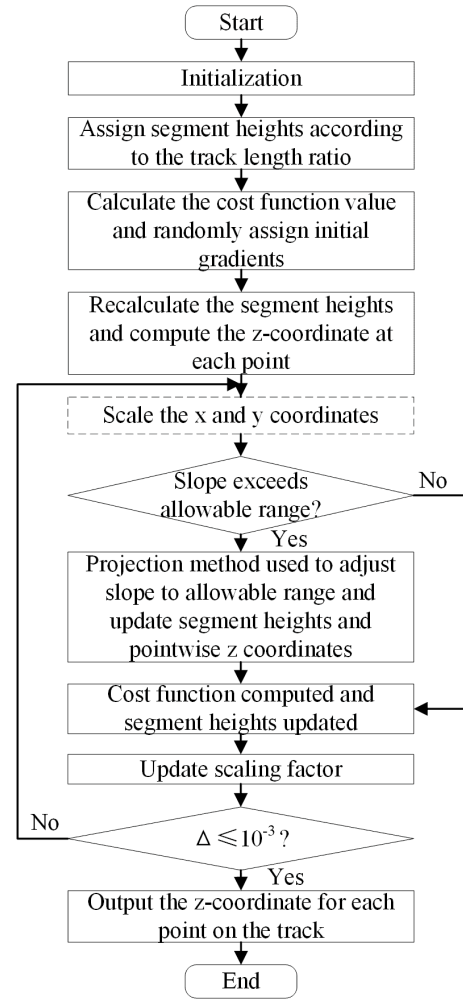 Start
Initialization
Assign segment heights according
to the track length ratio
Calculate the cost function value
and randomly assign initial
gradients
Recalculate the segment heights
and compute the z-coordinate at
each point
Scale the x and y coordinates
Slope exceeds
allowable range?
No
Yes
Projection method used to adjust
slope to allowable range and
update segment heights and
pointwise z coordinates
Cost function computed and
segment heights updated
Update scaling factor
No
Δ ≤10⁻³ ?
Yes
Output the z-coordinate for each
point on the track
End